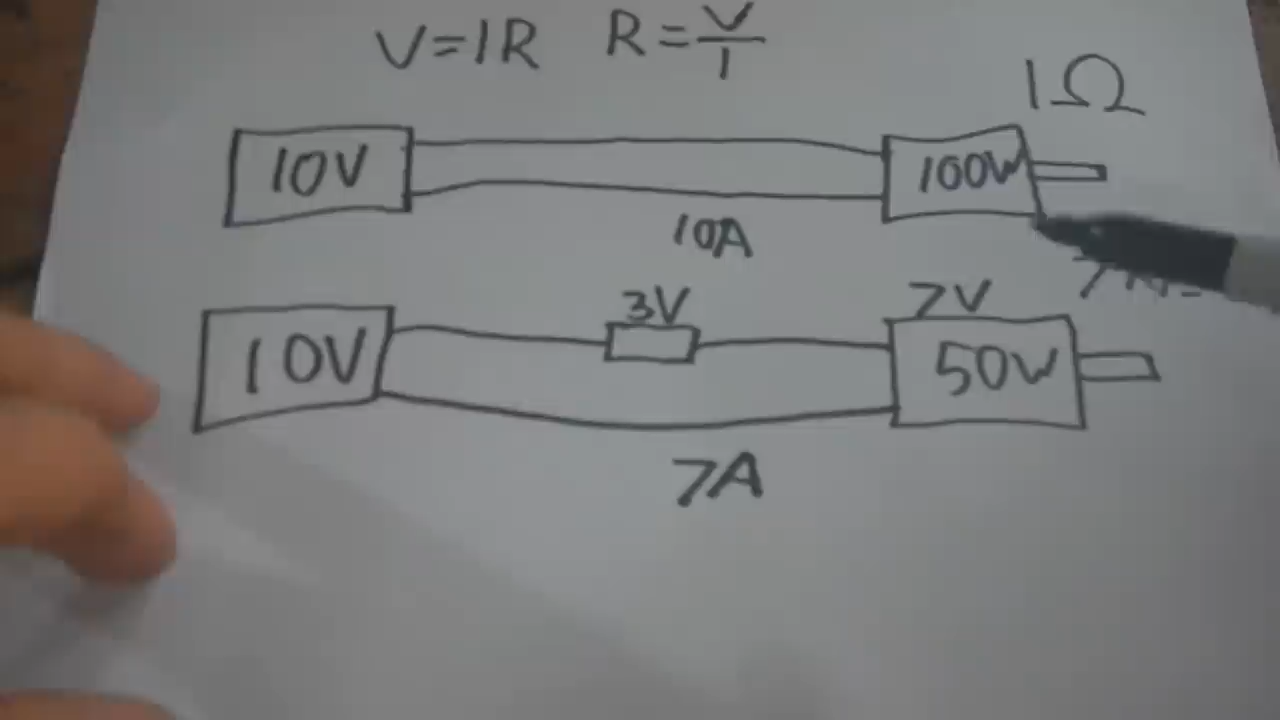 V=IR R=V/I
1Ω
10V 100W
10A
3V 7V
10V 50W
7A